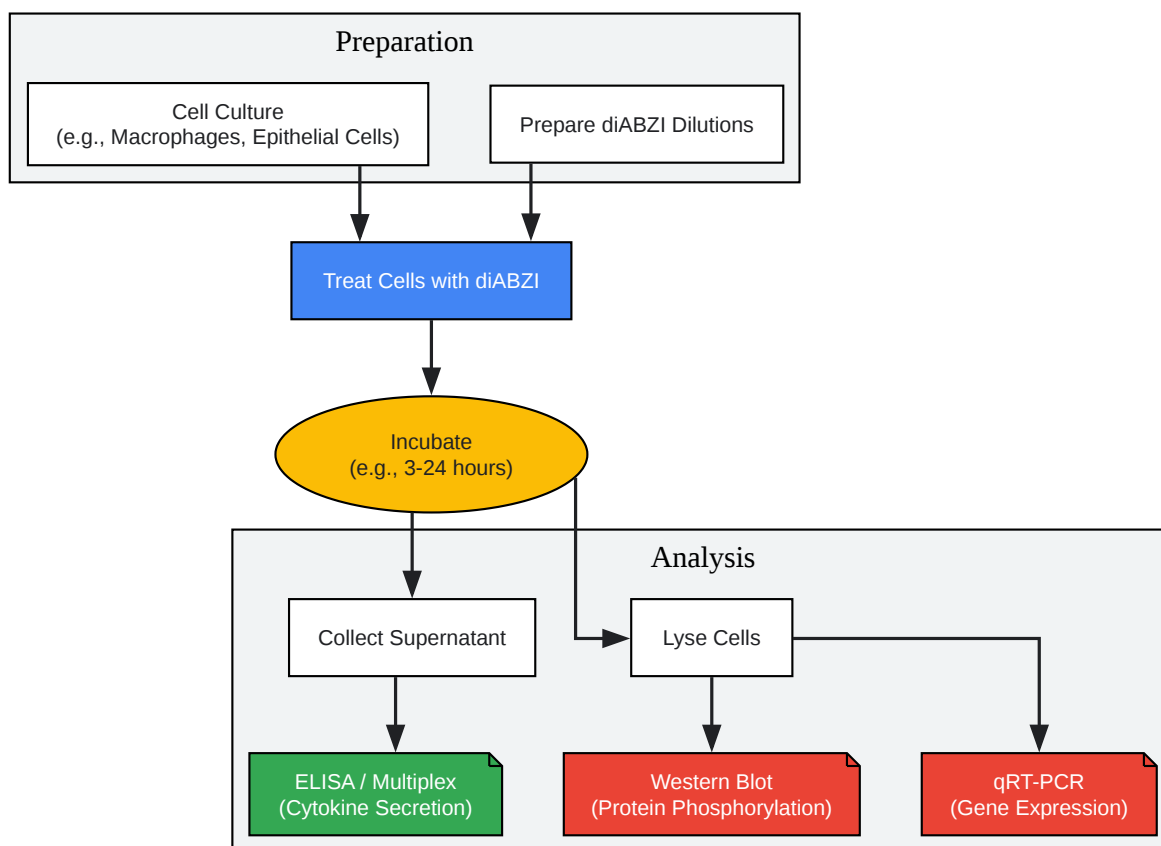 Preparation
Cell Culture
(e.g., Macrophages, Epithelial Cells)
Prepare diABZI Dilutions
Treat Cells with diABZI
Incubate
(e.g., 3-24 hours)
Analysis
Collect Supernatant
Lyse Cells
ELISA / Multiplex
(Cytokine Secretion)
Western Blot
(Protein Phosphorylation)
qRT-PCR
(Gene Expression)